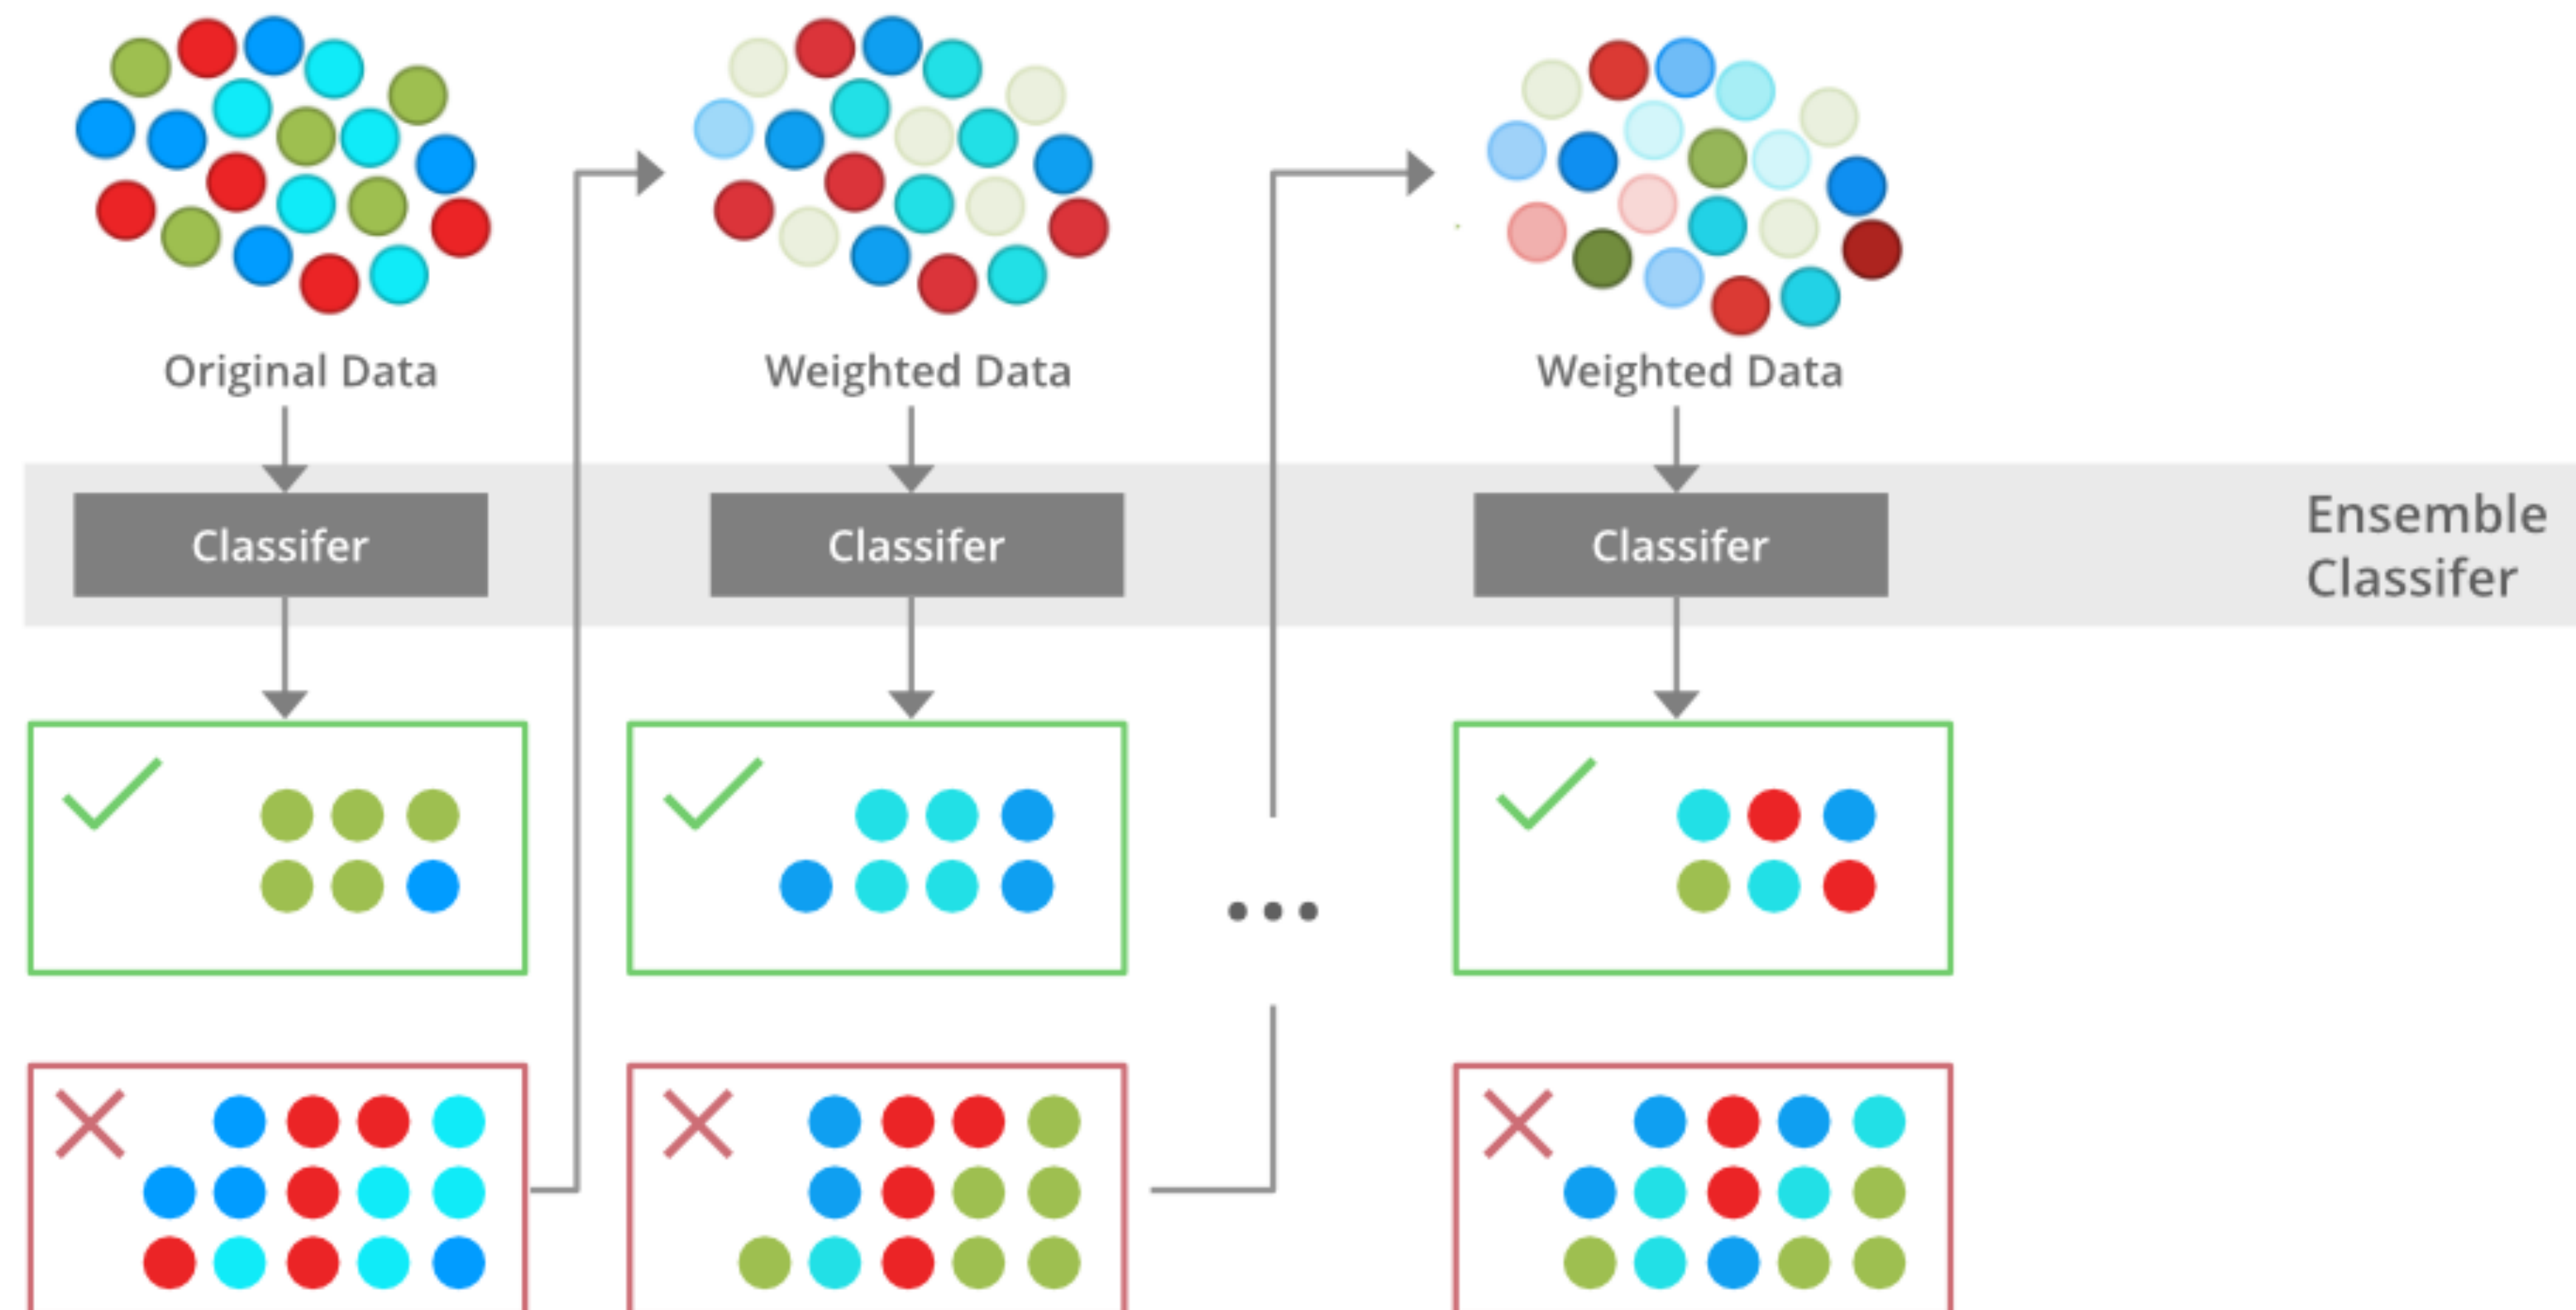 Original Data
Weighted Data
Weighted Data
Classifer
Classifer
Classifer
Ensemble
Classifer